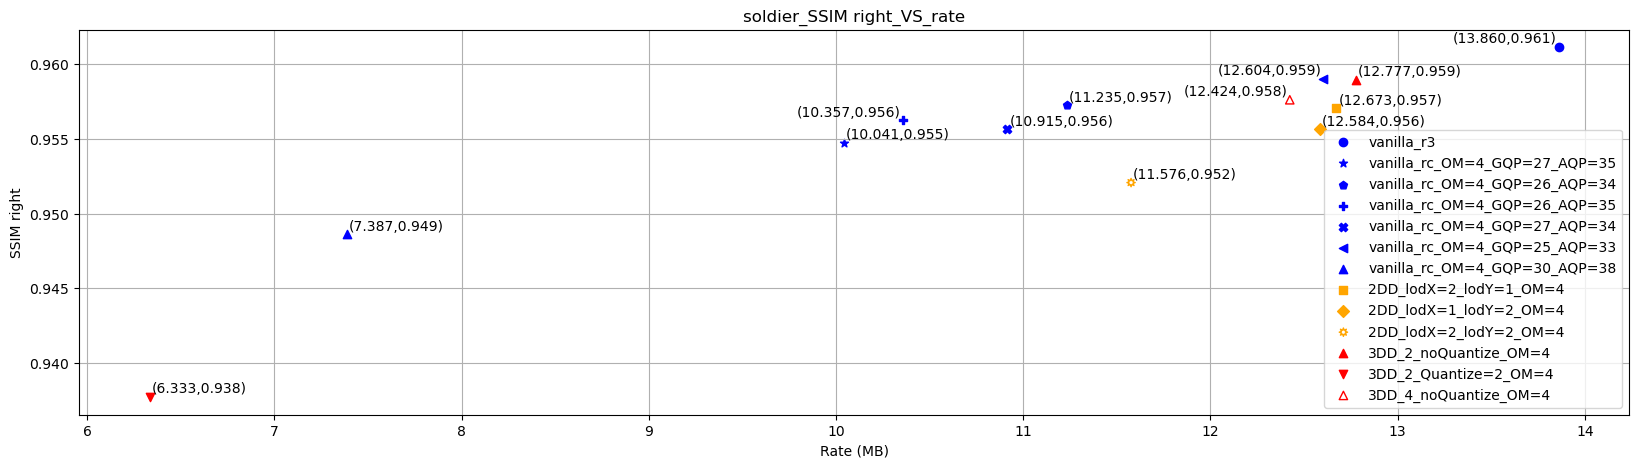 soldier_SSIM right_VS_rate
SSIM right
0.960
0.955
0.950
0.945
0.940
(13.860,0.961)
(12.604,0.959)
(12.777,0.959)
(12.424,0.958)
(11.235,0.957)
(12.673,0.957)
(10.357,0.956)
(10.915,0.956)
(12.584,0.956)
(10.041,0.955)
(11.576,0.952)
(7.387,0.949)
(6.333,0.938)
vanilla_r3
vanilla_rc_OM=4_GQP=27_AQP=35
vanilla_rc_OM=4_GQP=26_AQP=34
vanilla_rc_OM=4_GQP=26_AQP=35
vanilla_rc_OM=4_GQP=27_AQP=34
vanilla_rc_OM=4_GQP=25_AQP=33
vanilla_rc_OM=4_GQP=30_AQP=38
2DD_lodX=2_lodY=1_OM=4
2DD_lodX=1_lodY=2_OM=4
2DD_lodX=2_lodY=2_OM=4
3DD_2_noQuantize_OM=4
3DD_2_Quantize=2_OM=4
3DD_4_noQuantize_OM=4
6 7 8 9 10 11 12 13 14
Rate (MB)